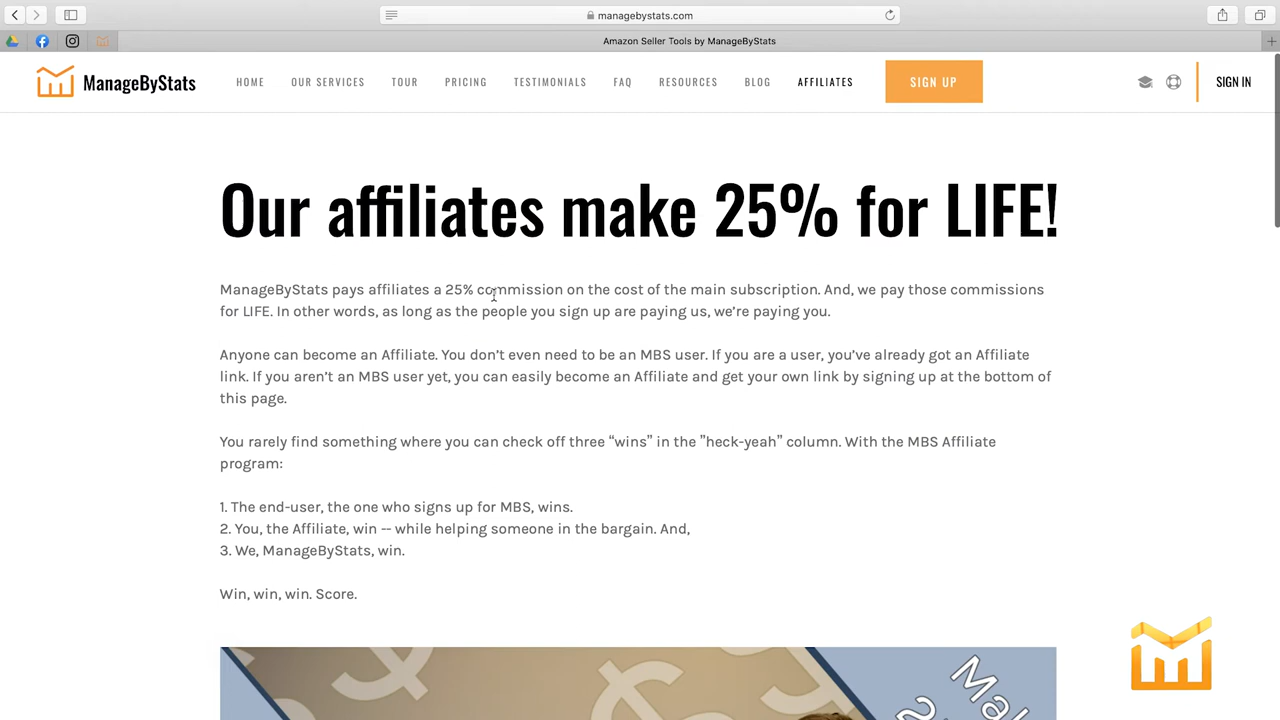 managebystats.com
Amazon Seller Tools by ManageByStats
ManageByStats
HOME
OUR SERVICES
TOUR
PRICING
TESTIMONIALS
FAQ
RESOURCES
BLOG
AFFILIATES
SIGN UP
SIGN IN
Our affiliates make 25% for LIFE!
ManageByStats pays affiliates a 25% commission on the cost of the main subscription. And, we pay those commissions
for LIFE. In other words, as long as the people you sign up are paying us, we’re paying you.
Anyone can become an Affiliate. You don’t even need to be an MBS user. If you are a user, you’ve already got an Affiliate
link. If you aren’t an MBS user yet, you can easily become an Affiliate and get your own link by signing up at the bottom of
this page.
You rarely find something where you can check off three “wins” in the "heck-yeah" column. With the MBS Affiliate
program:
1. The end-user, the one who signs up for MBS, wins.
2. You, the Affiliate, win -- while helping someone in the bargain. And,
3. We, ManageByStats, win.
Win, win, win. Score.